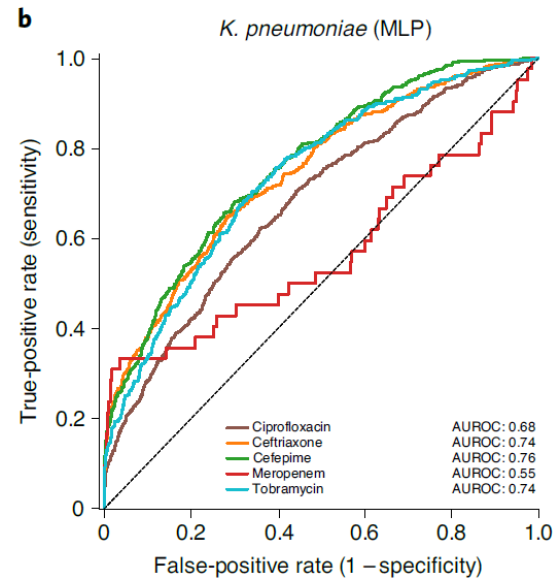 b
K. pneumoniae (MLP)
1.0
0.8
0.6
0.4
0.2
0
True-positive rate (sensitivity)
Ciprofloxacin AUROC: 0.68
Ceftriaxone AUROC: 0.74
Cefepime AUROC: 0.76
Meropenem AUROC: 0.55
Tobramycin AUROC: 0.74
0 0.2 0.4 0.6 0.8 1.0
False-positive rate (1 – specificity)